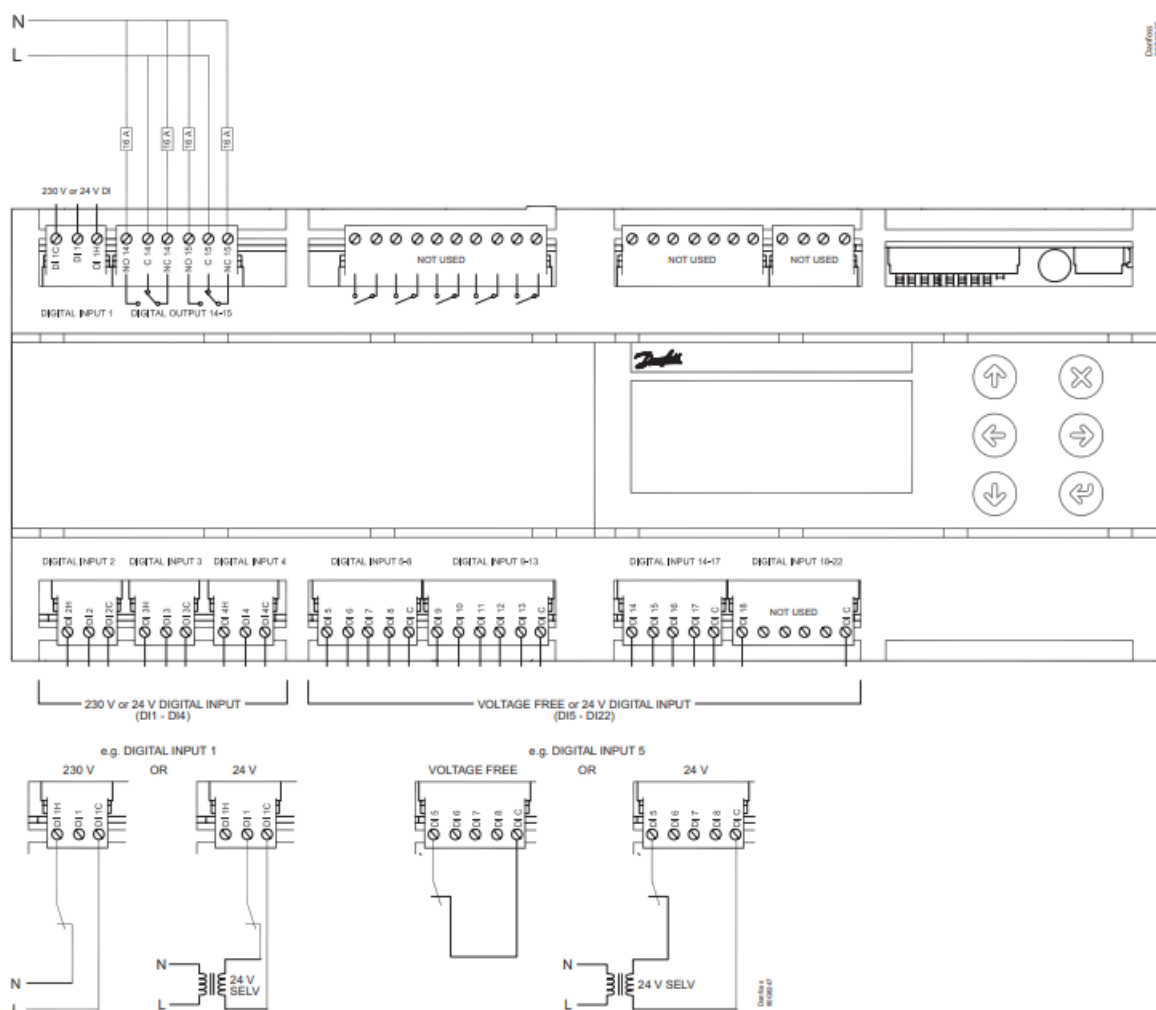 N
Danfoss
L
16 A
16 A
16 A
16 A
230 V or 24 V DI
DI 1C
DI 1
DI 1H
NO 14
C 14
NC 14
NO 15
C 15
NC 15
NOT USED
NOT USED
NOT USED
DIGITAL INPUT 1
DIGITAL OUTPUT 14-15
Danfoss
DIGITAL INPUT 2
DIGITAL INPUT 3
DIGITAL INPUT 4
DIGITAL INPUT 5-8
DIGITAL INPUT 9-13
DIGITAL INPUT 14-17
DIGITAL INPUT 18-22
DI 2H
DI 2
DI 2C
DI 3H
DI 3
DI 3C
DI 4H
DI 4
DI 4C
DI 5
DI 6
DI 7
DI 8
DI C
DI 9
DI 10
DI 11
DI 12
DI 13
DI C
DI 14
DI 15
DI 16
DI 17
DI C
DI 18
NOT USED
DI C
230 V or 24 V DIGITAL INPUT
(DI1 - DI4)
VOLTAGE FREE or 24 V DIGITAL INPUT
(DI5 - DI22)
e.g. DIGITAL INPUT 1
230 V
OR
24 V
e.g. DIGITAL INPUT 5
VOLTAGE FREE
OR
24 V
DI 1H
DI 1
DI 1C
DI 1H
DI 1
DI 1C
DI 5
DI 6
DI 7
DI 8
DI C
DI 5
DI 6
DI 7
DI 8
DI C
N
L
N
24 V
SELV
L
N
24 V SELV
L
Danfoss